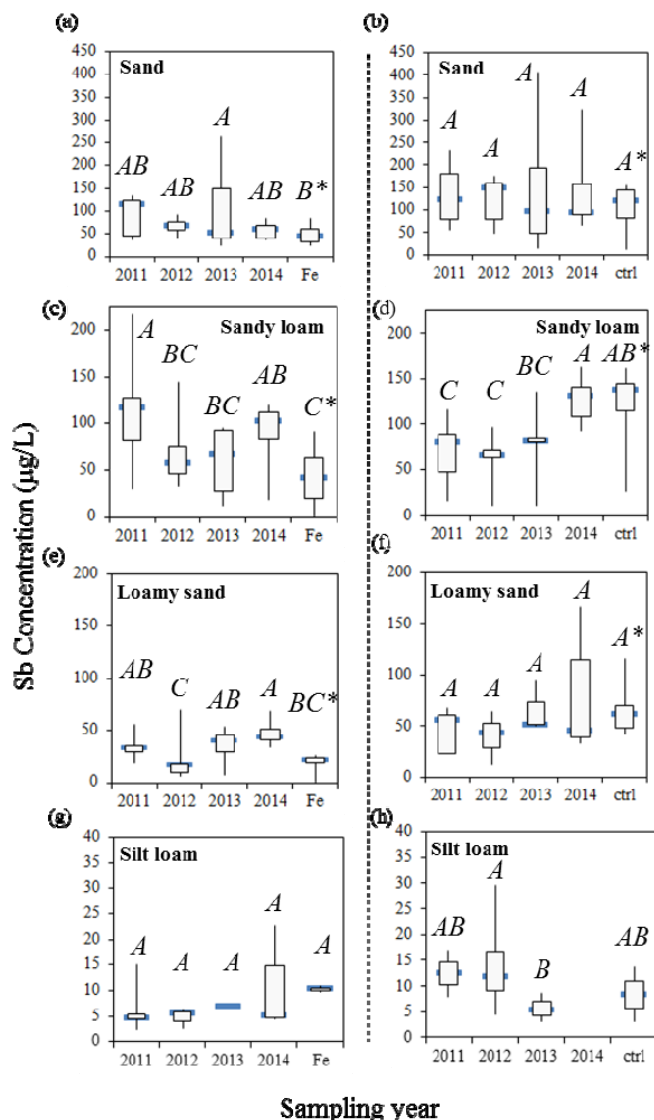 (a)
Sand
450
400
350
300
250
200
150
100
50
0
A
AB AB AB B*
2011 2012 2013 2014 Fe
(b)
Sand
450
400
350
300
250
200
150
100
50
0
A A A A A*
2011 2012 2013 2014 ctrl
(c)
Sandy loam
200
150
100
50
0
A BC BC AB C*
2011 2012 2013 2014 Fe
(d)
Sandy loam
200
150
100
50
0
C C BC A AB*
2011 2012 2013 2014 ctrl
(e)
Loamy sand
200
150
100
50
0
AB C AB A BC*
2011 2012 2013 2014 Fe
(f)
Loamy sand
200
150
100
50
0
A A A A A*
2011 2012 2013 2014 ctrl
(g)
Silt loam
40
35
30
25
20
15
10
5
0
A A A A A
2011 2012 2013 2014 Fe
(h)
Silt loam
40
35
30
25
20
15
10
5
0
AB A B AB
2011 2012 2013 2014 ctrl
Sb Concentration (µg/L)
Sampling year